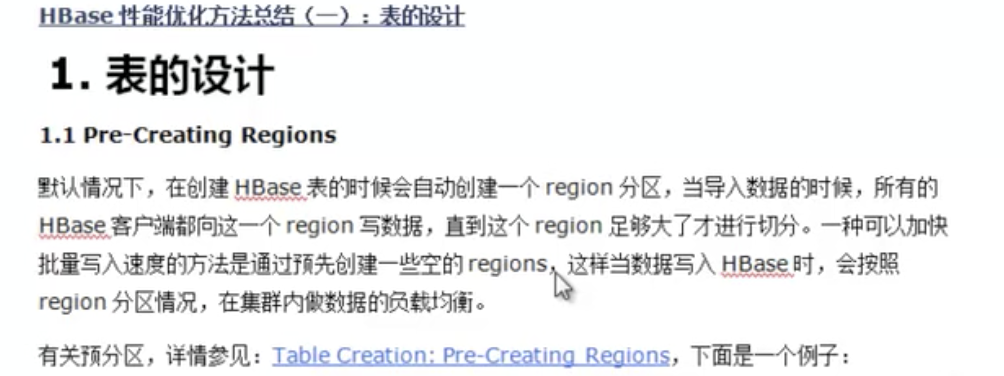 HBase 性能优化方法总结（一）：表的设计
1. 表的设计
1.1 Pre-Creating Regions
默认情况下，在创建 HBase 表的时候会自动创建一个 region 分区，当导入数据的时候，所有的
HBase 客户端都向这一个 region 写数据，直到这个 region 足够大了才进行切分。一种可以加快
批量写入速度的方法是通过预先创建一些空的 regions，这样当数据写入 HBase 时，会按照
region 分区情况，在集群内做数据的负载均衡。
有关预分区，详情参见：Table Creation: Pre-Creating Regions，下面是一个例子：